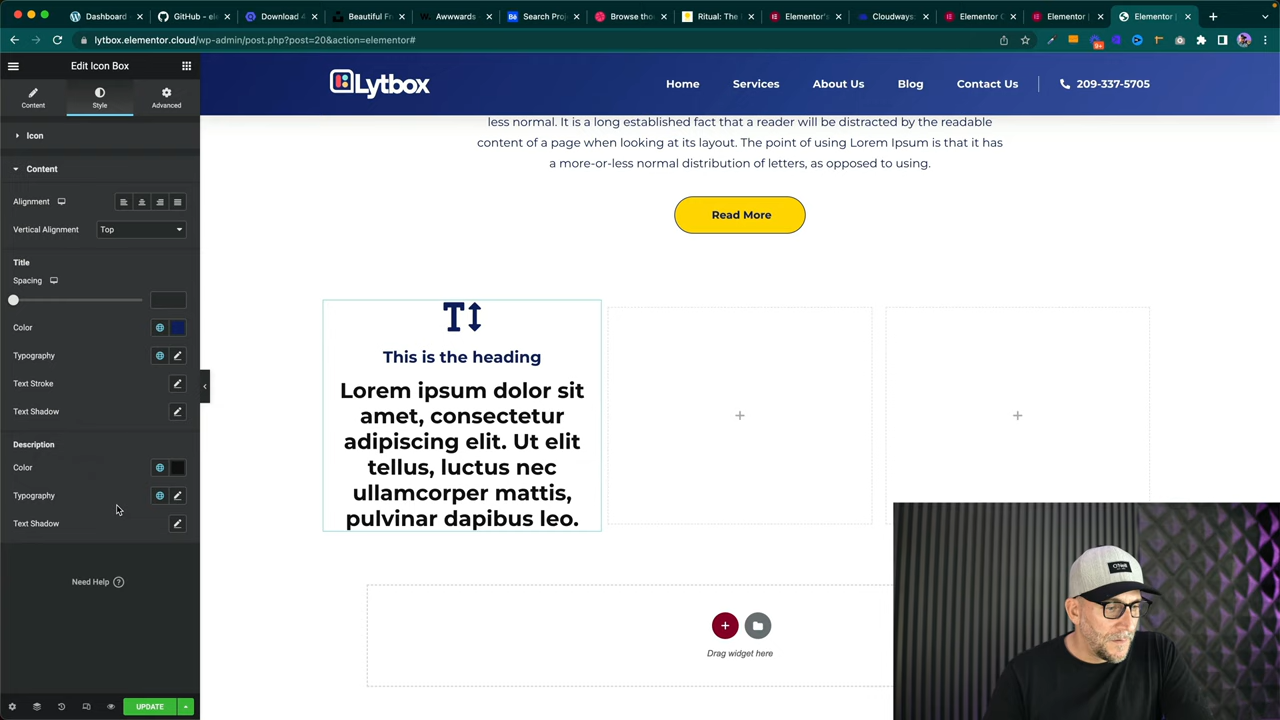 Dashboard
GitHub - el
Download 4
Beautiful Fr
Awwwards
Search Proj
Browse thou
Ritual: The
Elementor's
Cloudways
Elementor C
Elementor |
Elementor |
lytbox.elementor.cloud/wp-admin/post.php?post=20&action=elementor#
9+
Edit Icon Box
Content
Style
Advanced
Icon
Content
Alignment
Vertical Alignment
Top
Title
Spacing
Color
Typography
Text Stroke
Text Shadow
Description
Color
Typography
Text Shadow
Need Help
UPDATE
Lytbox
Home
Services
About Us
Blog
Contact Us
209-337-5705
less normal. It is a long established fact that a reader will be distracted by the readable
content of a page when looking at its layout. The point of using Lorem Ipsum is that it has
a more-or-less normal distribution of letters, as opposed to using.
Read More
This is the heading
Lorem ipsum dolor sit
amet, consectetur
adipiscing elit. Ut elit
tellus, luctus nec
ullamcorper mattis,
pulvinar dapibus leo.
Drag widget here
O'Neill